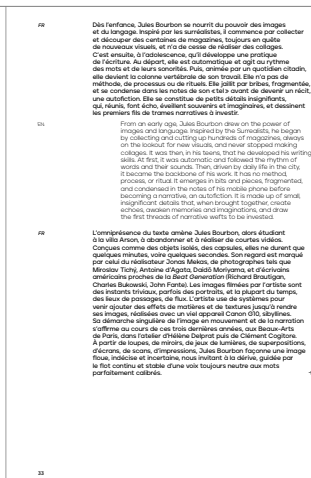 FR
Dès l'enfance, Jules Bourbon se nourrit du pouvoir des images
et du langage. Inspiré par les surréalistes, il commence par collecter
et découper des centaines de magazines, toujours en quête
de nouveaux visuels, et n'a de cesse de réaliser des collages.
C'est ensuite, à l'adolescence, qu'il développe une pratique
de l'écriture. Au départ, elle est automatique et agit au rythme
des mots et de leurs sonorités. Puis, animée par un quotidien citadin,
elle devient la colonne vertébrale de son travail. Elle n'a pas de
méthode, de processus ou de rituels. Elle jaillit par bribes, fragmentée,
et se condense dans les notes de son « tel » avant de devenir un récit,
une autofiction. Elle se constitue de petits détails insignifiants,
qui, réunis, font écho, éveillent souvenirs et imaginaires, et dessinent
les premiers fils de trames narratives à investir.
EN
From an early age, Jules Bourbon drew on the power of
images and language. Inspired by the Surrealists, he began
by collecting and cutting up hundreds of magazines, always
on the lookout for new visuals, and never stopped making
collages. It was then, in his teens, that he developed his writing
skills. At first, it was automatic and followed the rhythm of
words and their sounds. Then, driven by daily life in the city,
it became the backbone of his work. It has no method,
process, or ritual. It emerges in bits and pieces, fragmented,
and condensed in the notes of his mobile phone before
becoming a narrative, an autofiction. It is made up of small,
insignificant details that, when brought together, create
echoes, awaken memories and imaginations, and draw
the first threads of narrative wefts to be invested.
FR
L'omniprésence du texte amène Jules Bourbon, alors étudiant
à la villa Arson, à abandonner et à réaliser de courtes vidéos.
Conçues comme des objets isolés, des capsules, elles ne durent que
quelques minutes, voire quelques secondes. Son regard est marqué
par celui du réalisateur Jonas Mekas, de photographes tels que
Miroslav Tichý, Antoine d'Agata, Daidō Moriyama, et d'écrivains
américains proches de la Beat Generation (Richard Brautigan,
Charles Bukowski, John Fante). Les images filmées par l'artiste sont
des instants triviaux, parfois des portraits, et la plupart du temps,
des lieux de passages, de flux. L'artiste use de systèmes pour
venir ajouter des effets de matières et de textures jusqu'à rendre
ses images, réalisées avec un vieil appareil Canon G10, sibyllines.
Sa démarche singulière de l'image en mouvement et de la narration
s'affirme au cours de ces trois dernières années, aux Beaux-Arts
de Paris, dans l'atelier d'Hélène Delprat puis de Clément Cogitore.
À partir de loupes, de miroirs, de jeux de lumières, de superpositions,
d'écrans, de scans, d'impressions, Jules Bourbon façonne une image
floue, indécise et incertaine, nous invitant à la dérive, guidée par
le flot continu et stable d'une voix toujours neutre aux mots
parfaitement calibrés.
33